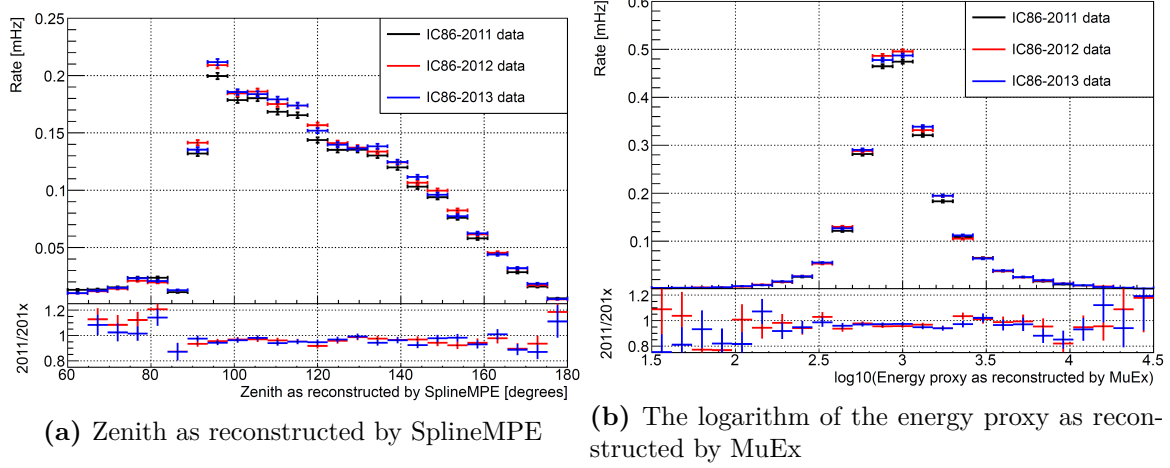 Rate [mHz]
0.25
0.2
0.15
0.1
0.05
IC86-2011 data
IC86-2012 data
IC86-2013 data
2011/201x
1.2
1
0.8
60 80 100 120 140 160 180
Zenith as reconstructed by SplineMPE [degrees]
(a) Zenith as reconstructed by SplineMPE
Rate [mHz]
0.6
0.5
0.4
0.3
0.2
0.1
IC86-2011 data
IC86-2012 data
IC86-2013 data
2011/201x
1.2
1
0.8
1.5 2 2.5 3 3.5 4 4.5
log10(Energy proxy as reconstructed by MuEx)
(b) The logarithm of the energy proxy as recon-
structed by MuEx